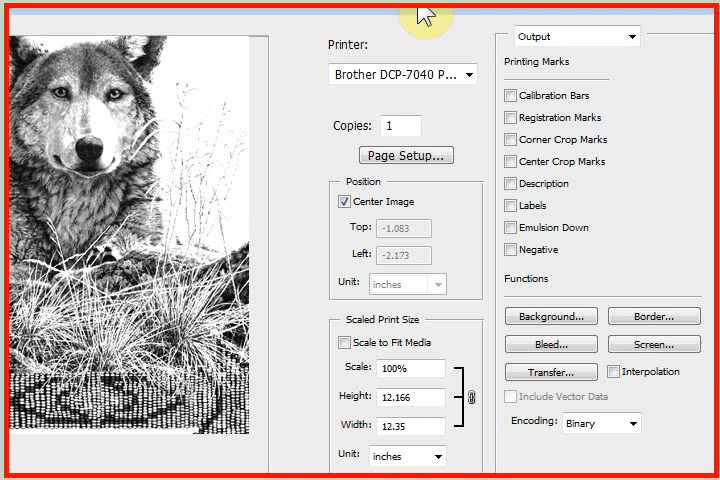 Printer:
Brother DCP-7040 P...
Copies: 1
Page Setup...
Position
Center Image
Top: -1.083
Left: -2.173
Unit: inches
Scaled Print Size
Scale to Fit Media
Scale: 100%
Height: 12.166
Width: 12.35
Unit: inches
Output
Printing Marks
Calibration Bars
Registration Marks
Corner Crop Marks
Center Crop Marks
Description
Labels
Emulsion Down
Negative
Functions
Background... Border...
Bleed... Screen...
Transfer... Interpolation
Include Vector Data
Encoding: Binary